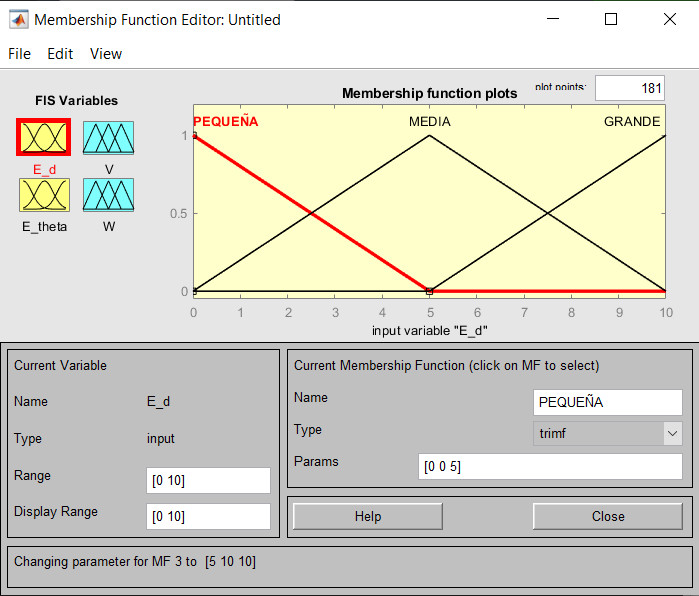 Membership Function Editor: Untitled
File Edit View
FIS Variables
E_d
V
E_theta
W
Membership function plots
plot points:
181
PEQUEÑA
MEDIA
GRANDE
1
0.5
0
0 1 2 3 4 5 6 7 8 9 10
input variable "E_d"
Current Variable
Name E_d
Type input
Range [0 10]
Display Range [0 10]
Current Membership Function (click on MF to select)
Name PEQUEÑA
Type trimf
Params [0 0 5]
Help Close
Changing parameter for MF 3 to [5 10 10]